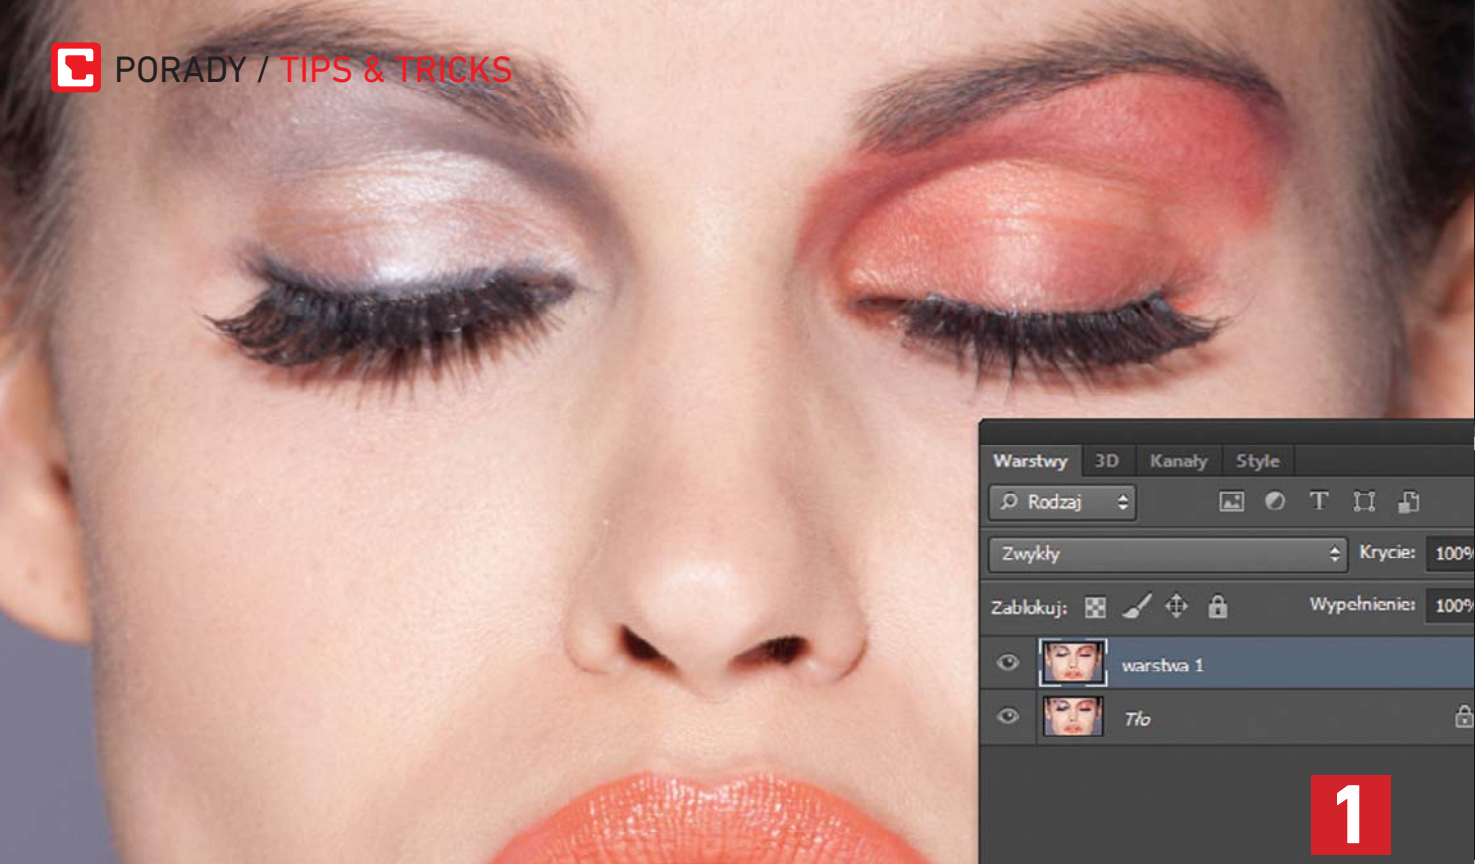 PORADY / TIPS & TRICKS
Warstwy 3D Kanały Style
Rodzaj T
Zwykły Krycie: 100%
Zablokuj: Wypełnienie: 100%
warstwa 1
Tło
1